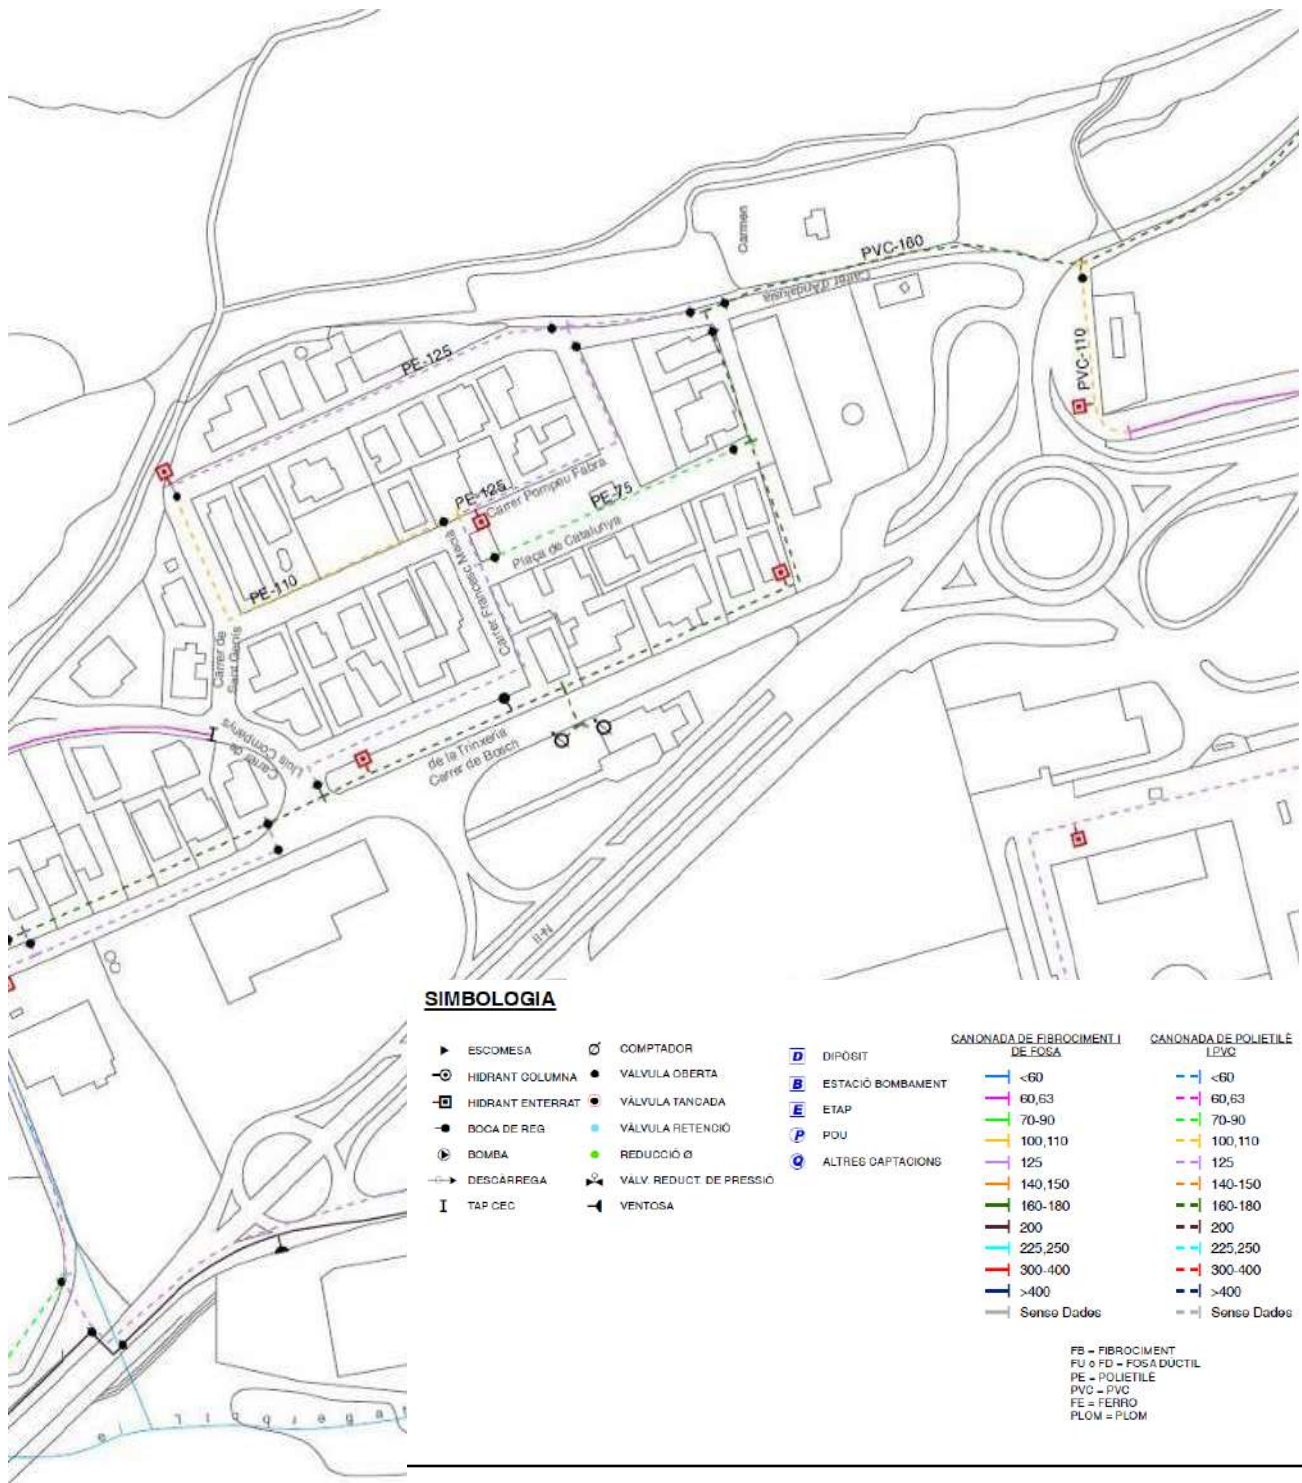 Carmen
PVC-160
Carrer d'Andalusia
PE-125
PVC-110
PE-125
Carrer Pompeu Fabra
PE-75
Plaça de Catalunya
Carrer Francesc Macià
PE-110
Carrer de
Sant Genís
Carrer de
Lluís Companys
de la Trinxeria
Carrer de Bosch
N-II
SIMBOLOGIA
ESCOMESA
HIDRANT COLUMNA
HIDRANT ENTERRAT
BOCA DE REG
BOMBA
DESCÀRREGA
TAP CEC
COMPTADOR
VÀLVULA OBERTA
VÀLVULA TANCADA
VÀLVULA RETENCIÓ
REDUCCIÓ Ø
VÀLV. REDUCT. DE PRESSIÓ
VENTOSA
D DIPÒSIT
B ESTACIÓ BOMBAMENT
E ETAP
P POU
Q ALTRES CAPTACIONS
CANONADA DE FIBROCIMENT I
DE FOSA
<60
60,63
70-90
100,110
125
140,150
160-180
200
225,250
300-400
>400
Sense Dades
CANONADA DE POLIETILÈ
I PVC
<60
60,63
70-90
100,110
125
140-150
160-180
200
225,250
300-400
>400
Sense Dades
FB = FIBROCIMENT
FU o FD = FOSA DÚCTIL
PE = POLIETILÈ
PVC = PVC
FE = FERRO
PLOM = PLOM